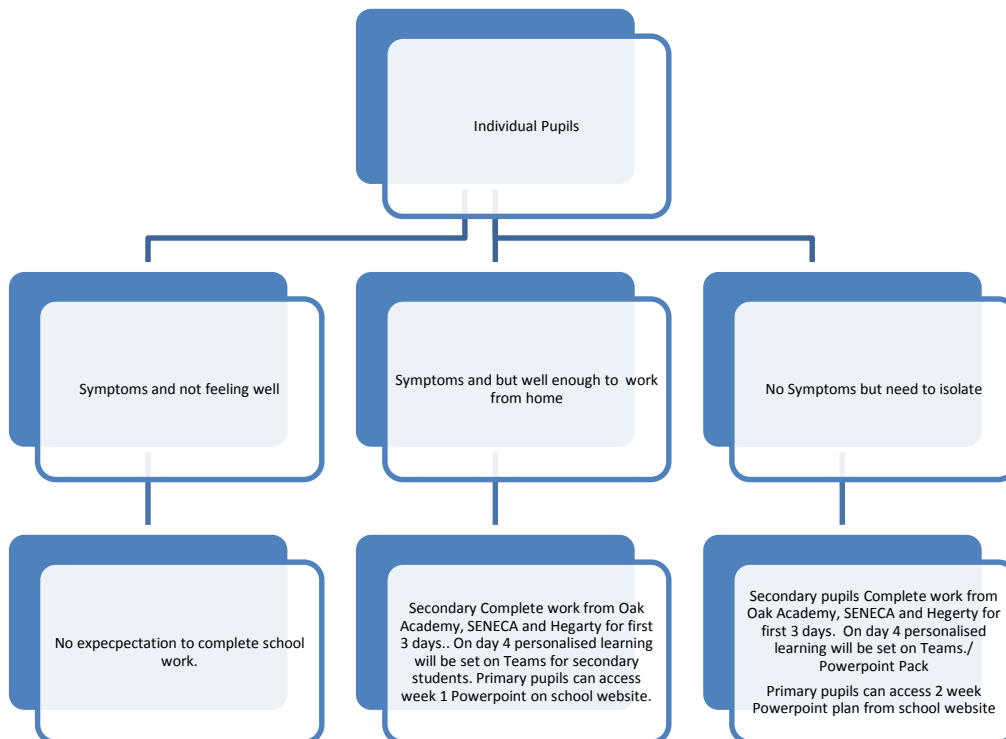 Individual Pupils
Symptoms and not feeling well
Symptoms and but well enough to  work
from home
No Symptoms but need to isolate
No expecpectation to complete school
work.
Secondary Complete work from Oak
Academy, SENECA and Hegarty for first
3 days.. On day 4 personalised learning
will be set on Teams for secondary
students. Primary pupils can access
week 1 Powerpoint on school website.
Secondary pupils Complete work from
Oak Academy, SENECA and Hegerty for
first 3 days.  On day 4 personalised
learning will be set on Teams./
Powerpoint Pack
Primary pupils can access 2 week
Powerpoint plan from school website